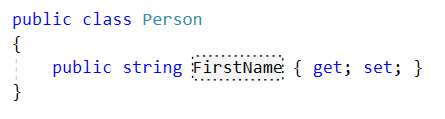 public class Person
{
    public string FirstName { get; set; }
}